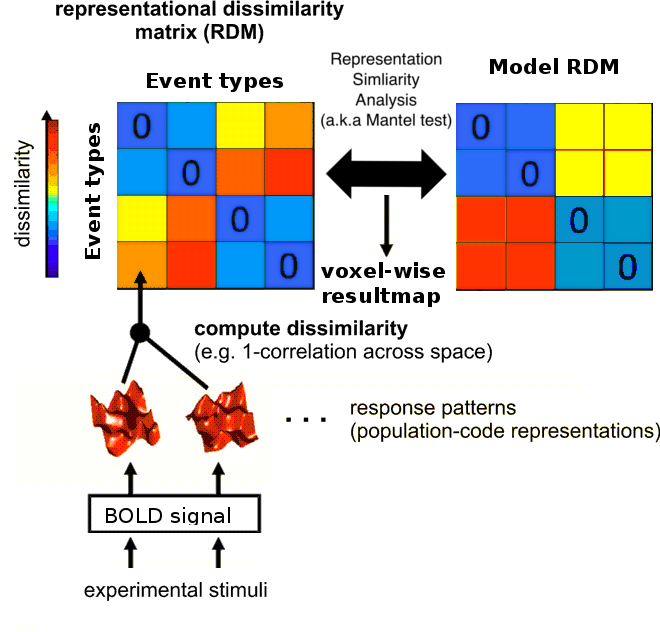 representational dissimilarity
matrix (RDM)
Event types
Representation
Simliarity
Analysis
(a.k.a Mantel test)
Model RDM
dissimilarity
Event types
0
0
0
0
0
0
0
0
voxel-wise
resultmap
compute dissimilarity
(e.g. 1-correlation across space)
. . .
response patterns
(population-code representations)
BOLD signal
experimental stimuli